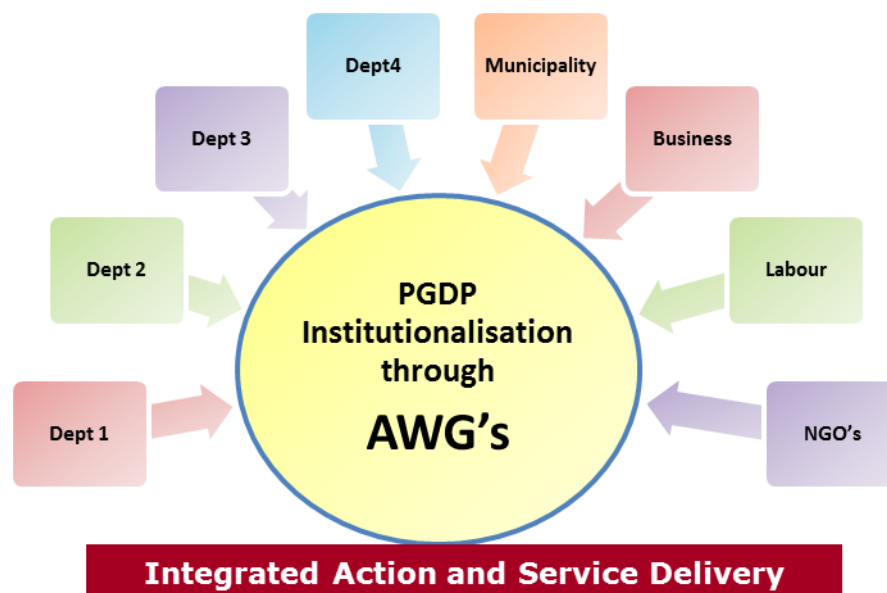 Dept4
Municipality
Dept 3
Business
Dept 2
Labour
PGDP
Institutionalisation
through
AWG's
Dept 1
NGO's
Integrated Action and Service Delivery